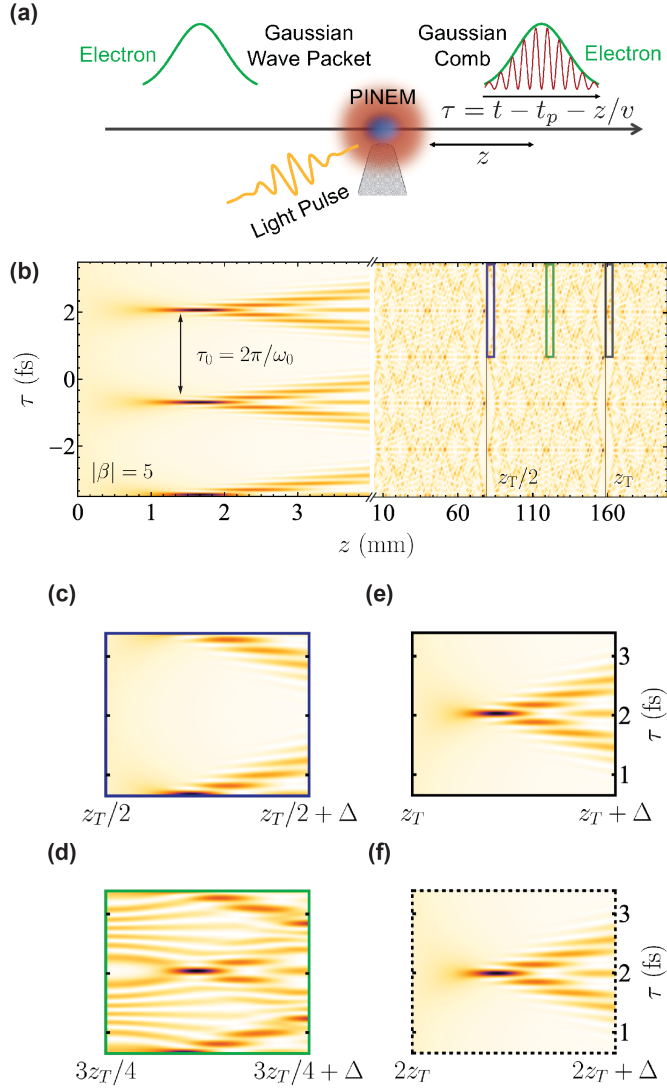 (a)
Electron
Gaussian
Wave Packet
Gaussian
Comb
Electron
PINEM
τ = t − t_p − z/v
z
Light Pulse
(b)
τ (fs)
2
0
−2
τ₀ = 2π/ω₀
|β| = 5
z_T/2
z_T
0 1 2 3 10 60 110 160
z (mm)
(c)
z_T/2 z_T/2 + Δ
(e)
3
2
1
τ (fs)
z_T z_T + Δ
(d)
3z_T/4 3z_T/4 + Δ
(f)
3
2
1
τ (fs)
2z_T 2z_T + Δ